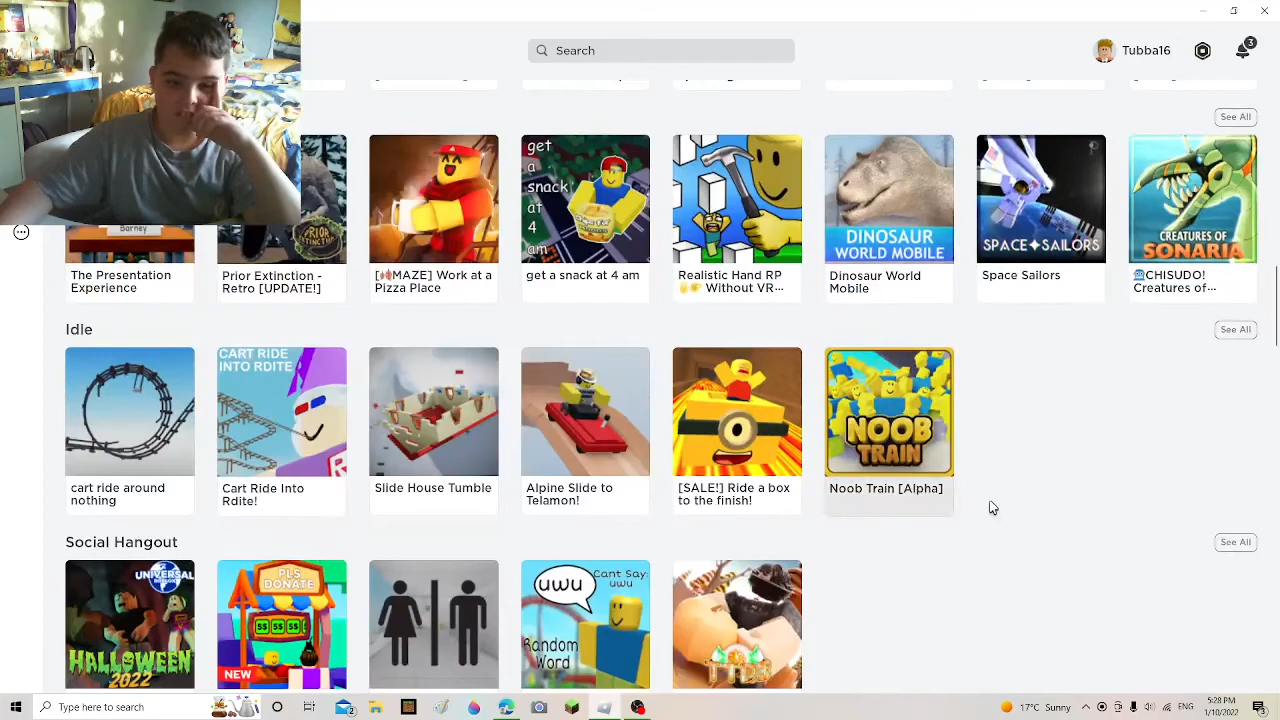 Search
Tubba16
3
See All
Barney
PRIOR
EXTINCTION
get
a
snack
at
4
am
DINOSAUR
WORLD MOBILE
SPACE SAILORS
CREATURES OF
SONARIA
The Presentation
Experience
Prior Extinction -
Retro [UPDATE!]
[🍂MAZE] Work at a
Pizza Place
get a snack at 4 am
Realistic Hand RP
🖐👉 Without VR...
Dinosaur World
Mobile
Space Sailors
CHISUDO!
Creatures of...
Idle
See All
CART RIDE
INTO RDITE!
NOOB
TRAIN
cart ride around
nothing
Cart Ride Into
Rdite!
Slide House Tumble
Alpine Slide to
Telamon!
[SALE!] Ride a box
to the finish!
Noob Train [Alpha]
Social Hangout
See All
UNIVERSAL
ROBLOX
HALLOWEEN
2022
PLS
DONATE
5$ 5$ 5$
NEW
uwu
Cant Say:
uwu
Random
Word
Type here to search
17°C Sunny
ENG
5:28 PM
1/10/2022